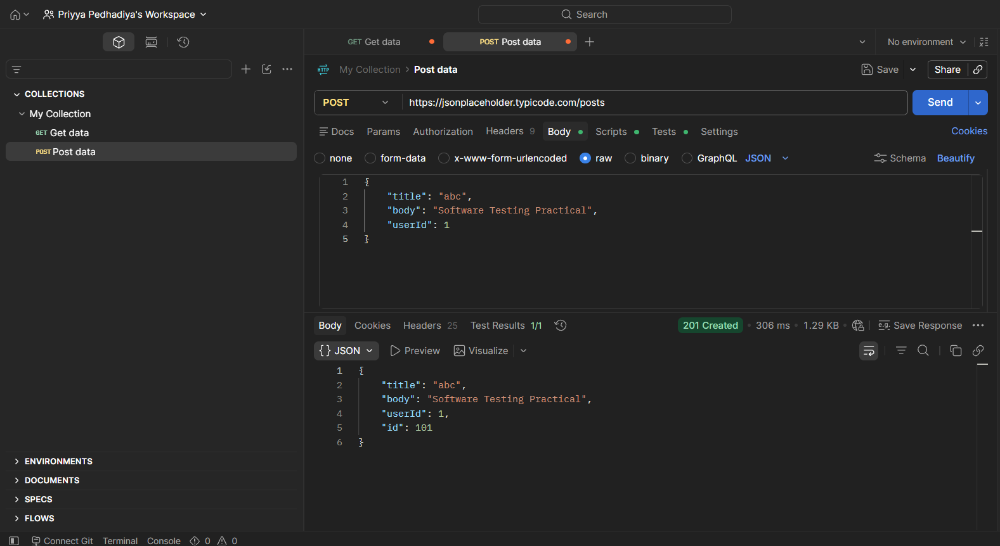 Priyya Pedhadiya's Workspace
Search
GET Get data
POST Post data
No environment
HTTP My Collection > Post data
Save
Share
COLLECTIONS
My Collection
GET Get data
POST Post data
POST
https://jsonplaceholder.typicode.com/posts
Send
Docs Params Authorization Headers 9 Body Scripts Tests Settings
Cookies
none form-data x-www-form-urlencoded raw binary GraphQL JSON
Schema Beautify
1 {
2 "title": "abc",
3 "body": "Software Testing Practical",
4 "userId": 1
5 }
Body Cookies Headers 25 Test Results 1/1
201 Created • 306 ms • 1.29 KB
e.g. Save Response
{} JSON Preview Visualize
1 {
2 "title": "abc",
3 "body": "Software Testing Practical",
4 "userId": 1,
5 "id": 101
6 }
ENVIRONMENTS
DOCUMENTS
SPECS
FLOWS
Connect Git Terminal Console 0 0